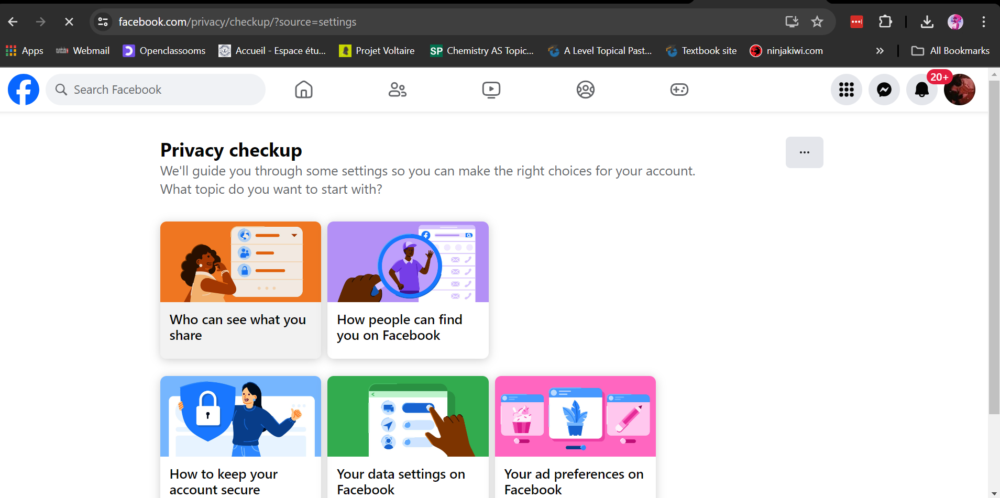 facebook.com/privacy/checkup/?source=settings
Apps
Webmail
Openclassooms
Accueil - Espace étu...
Projet Voltaire
SP
Chemistry AS Topic...
A Level Topical Past...
Textbook site
ninjakiwi.com
All Bookmarks
Search Facebook
20+
Privacy checkup
We'll guide you through some settings so you can make the right choices for your account.
What topic do you want to start with?
Who can see what you
share
How people can find
you on Facebook
How to keep your
account secure
Your data settings on
Facebook
Your ad preferences on
Facebook